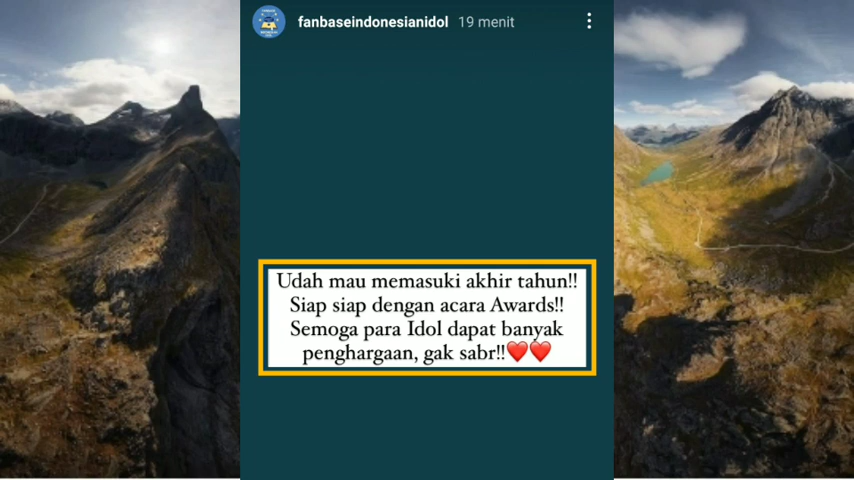 fanbaseindonesianidol 19 menit
Udah mau memasuki akhir tahun!!
Siap siap dengan acara Awards!!
Semoga para Idol dapat banyak
penghargaan, gak sabr!!❤️❤️